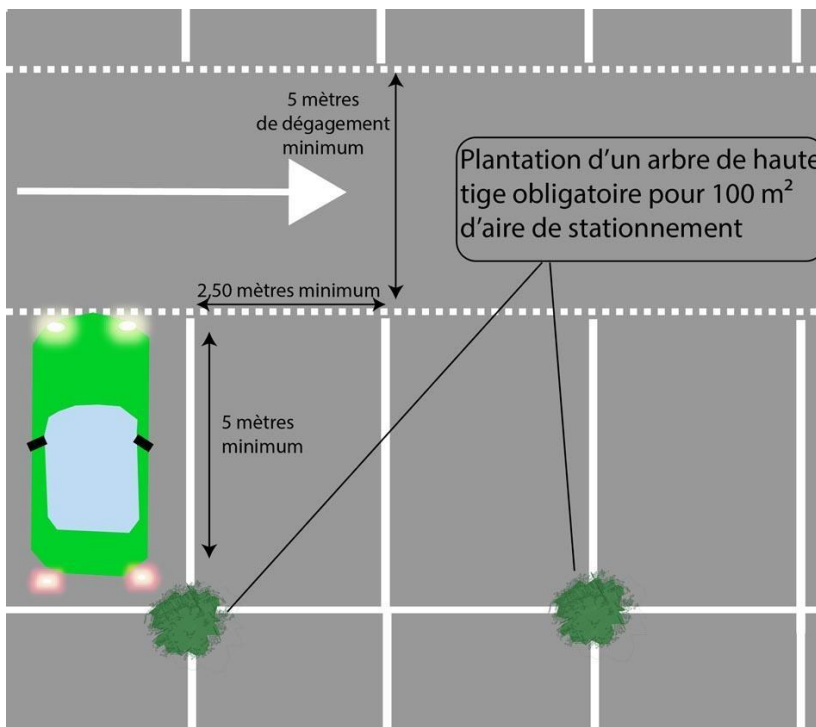 5 mètres
de dégagement
minimum
Plantation d’un arbre de haute
tige obligatoire pour 100 m²
d’aire de stationnement
2,50 mètres minimum
5 mètres
minimum